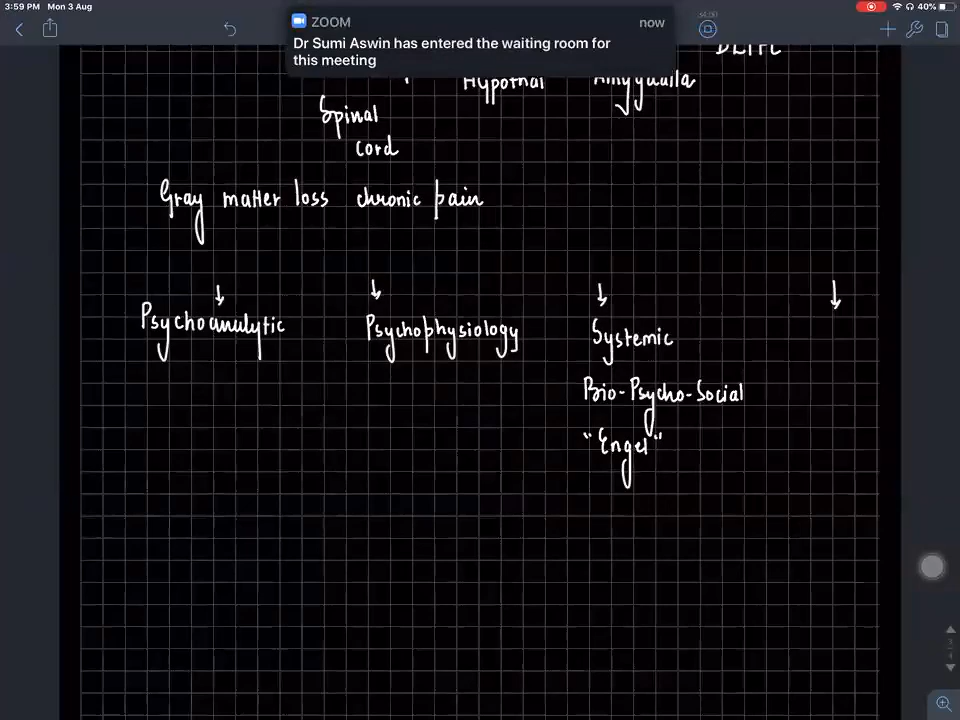 3:59 PM Mon 3 Aug
40%
ZOOM now
Dr Sumi Aswin has entered the waiting room for
this meeting
Hypothal Amygdalla
Spinal
cord
Gray matter loss chronic pain
Psychoanalytic Psychophysiology Systemic
Bio-Psycho-Social
"Engel"